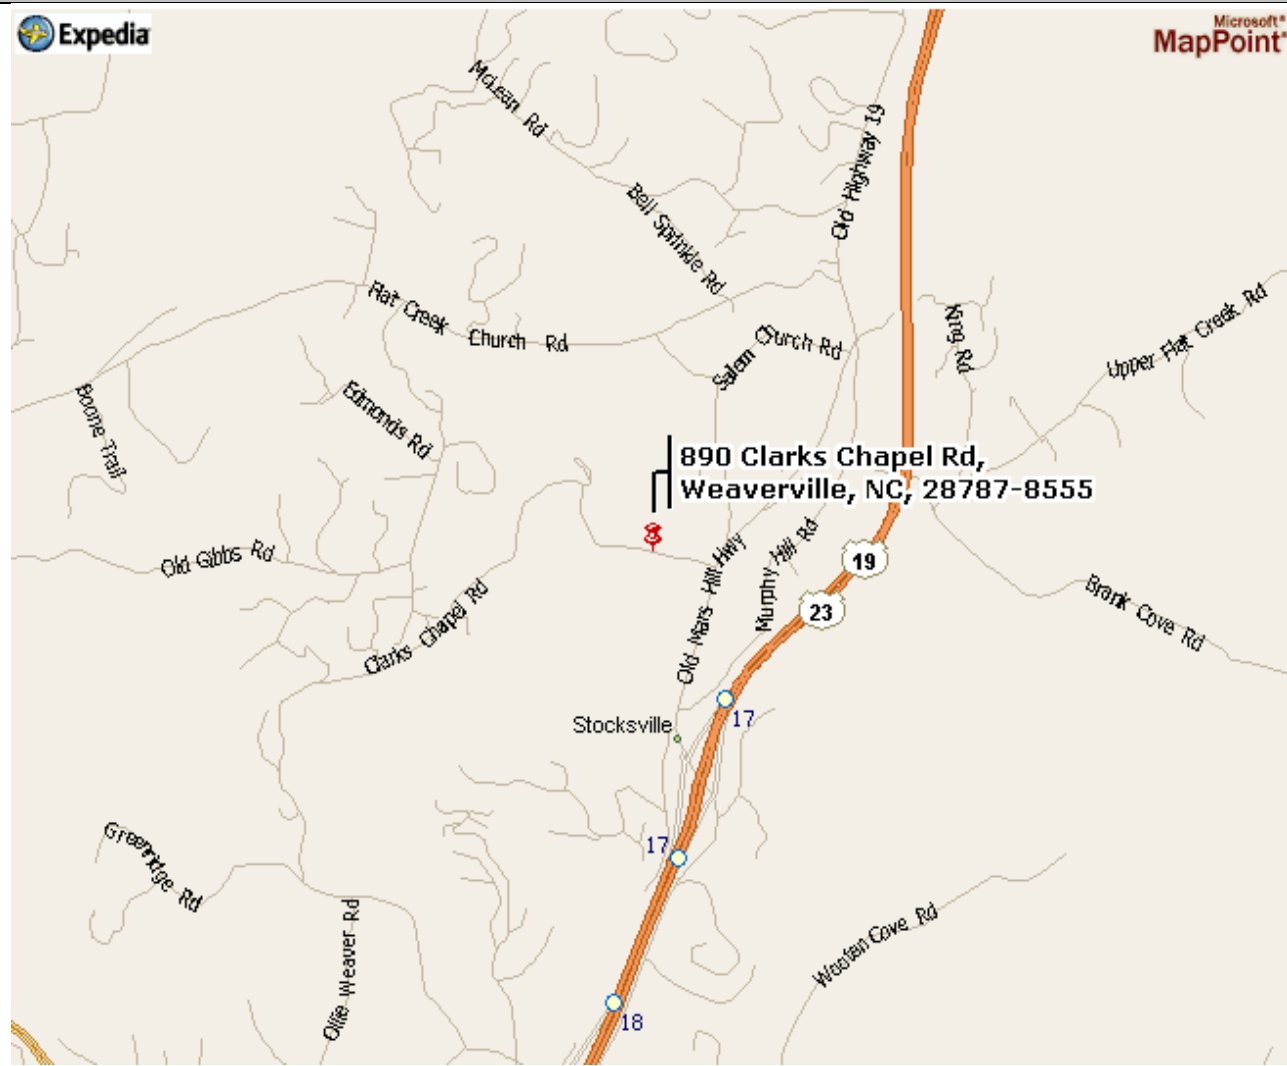 Expedia
Microsoft®
MapPoint®
McLean Rd
Old Highway 19
Bell Sprinkle Rd
Flat Creek
Church Rd
Salem Church Rd
King Rd
Upper Flat Creek Rd
Boone Trail
Edmonds Rd
890 Clarks Chapel Rd,
Weaverville, NC, 28787-8555
Old Gibbs Rd
Old Mars Hill Hwy
Murphy Hill Rd
19
23
Brank Cove Rd
Clarks Chapel Rd
Stocksville
17
17
Greenridge Rd
Ollie Weaver Rd
Wootan Cove Rd
18